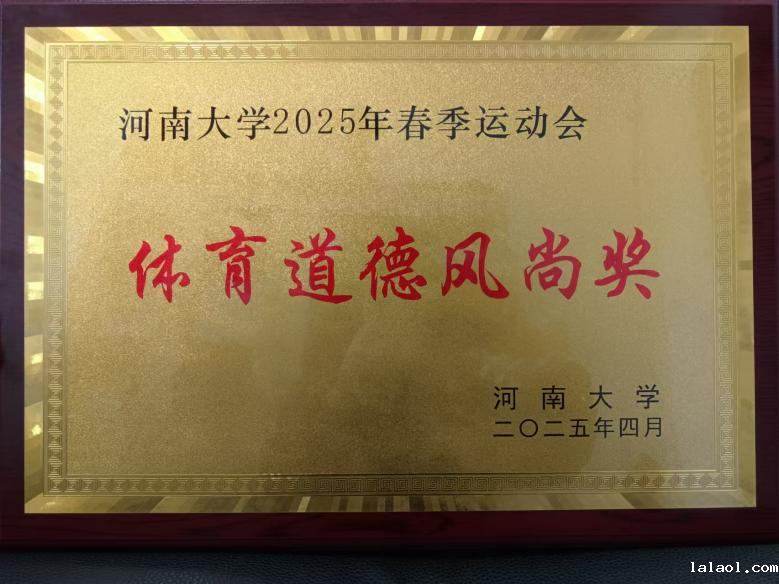 河南大学2025年春季运动会
体育道德风尚奖
河南大学
二〇二五年四月
lalaol.com